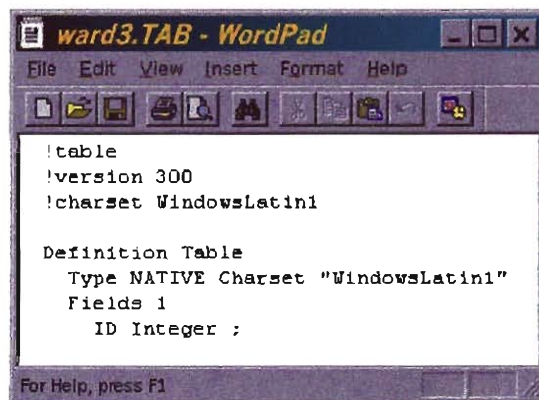 ward3.TAB - WordPad
File Edit View Insert Format Help
!table
!version 300
!charset WindowsLatin1
Definition Table
Type NATIVE Charset "WindowsLatin1"
Fields 1
ID Integer ;
For Help, press F1